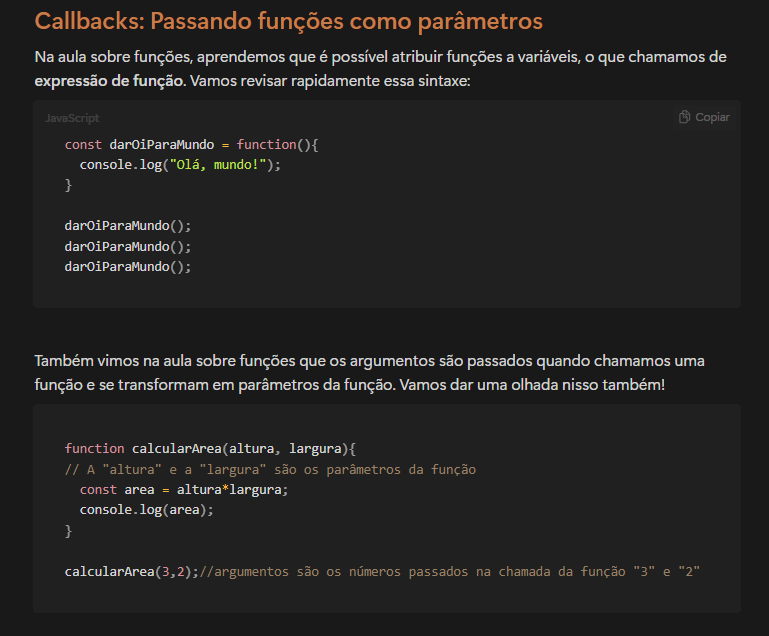 Callbacks: Passando funções como parâmetros
Na aula sobre funções, aprendemos que é possível atribuir funções a variáveis, o que chamamos de
expressão de função. Vamos revisar rapidamente essa sintaxe:
JavaScript
Copiar
const darOiParaMundo = function(){
  console.log("Olá, mundo!");
}
darOiParaMundo();
darOiParaMundo();
darOiParaMundo();
Também vimos na aula sobre funções que os argumentos são passados quando chamamos uma
função e se transformam em parâmetros da função. Vamos dar uma olhada nisso também!
function calcularArea(altura, largura){
// A "altura" e a "largura" são os parâmetros da função
  const area = altura*largura;
  console.log(area);
}
calcularArea(3,2);//argumentos são os números passados na chamada da função "3" e "2"